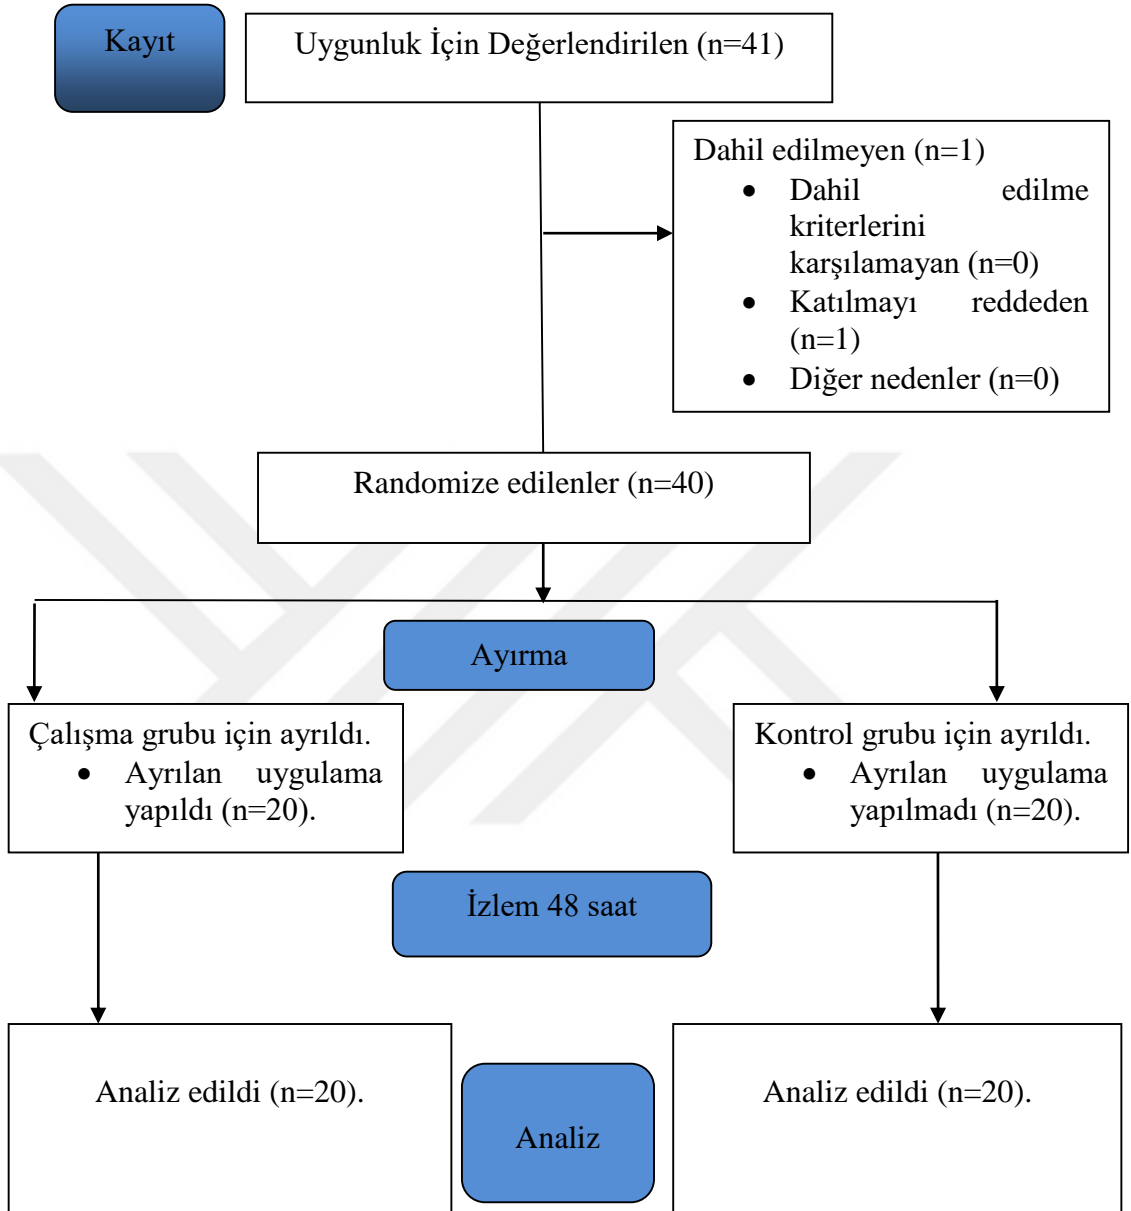 Kayıt
Uygunluk İçin Değerlendirilen (n=41)
Dahil edilmeyen (n=1)
• Dahil edilme
kriterlerini
karşılamayan (n=0)
• Katılmayı reddeden
(n=1)
• Diğer nedenler (n=0)
Randomize edilenler (n=40)
Ayırma
Çalışma grubu için ayrıldı.
• Ayrılan uygulama
yapıldı (n=20).
Kontrol grubu için ayrıldı.
• Ayrılan uygulama
yapılmadı (n=20).
İzlem 48 saat
Analiz edildi (n=20).
Analiz
Analiz edildi (n=20).